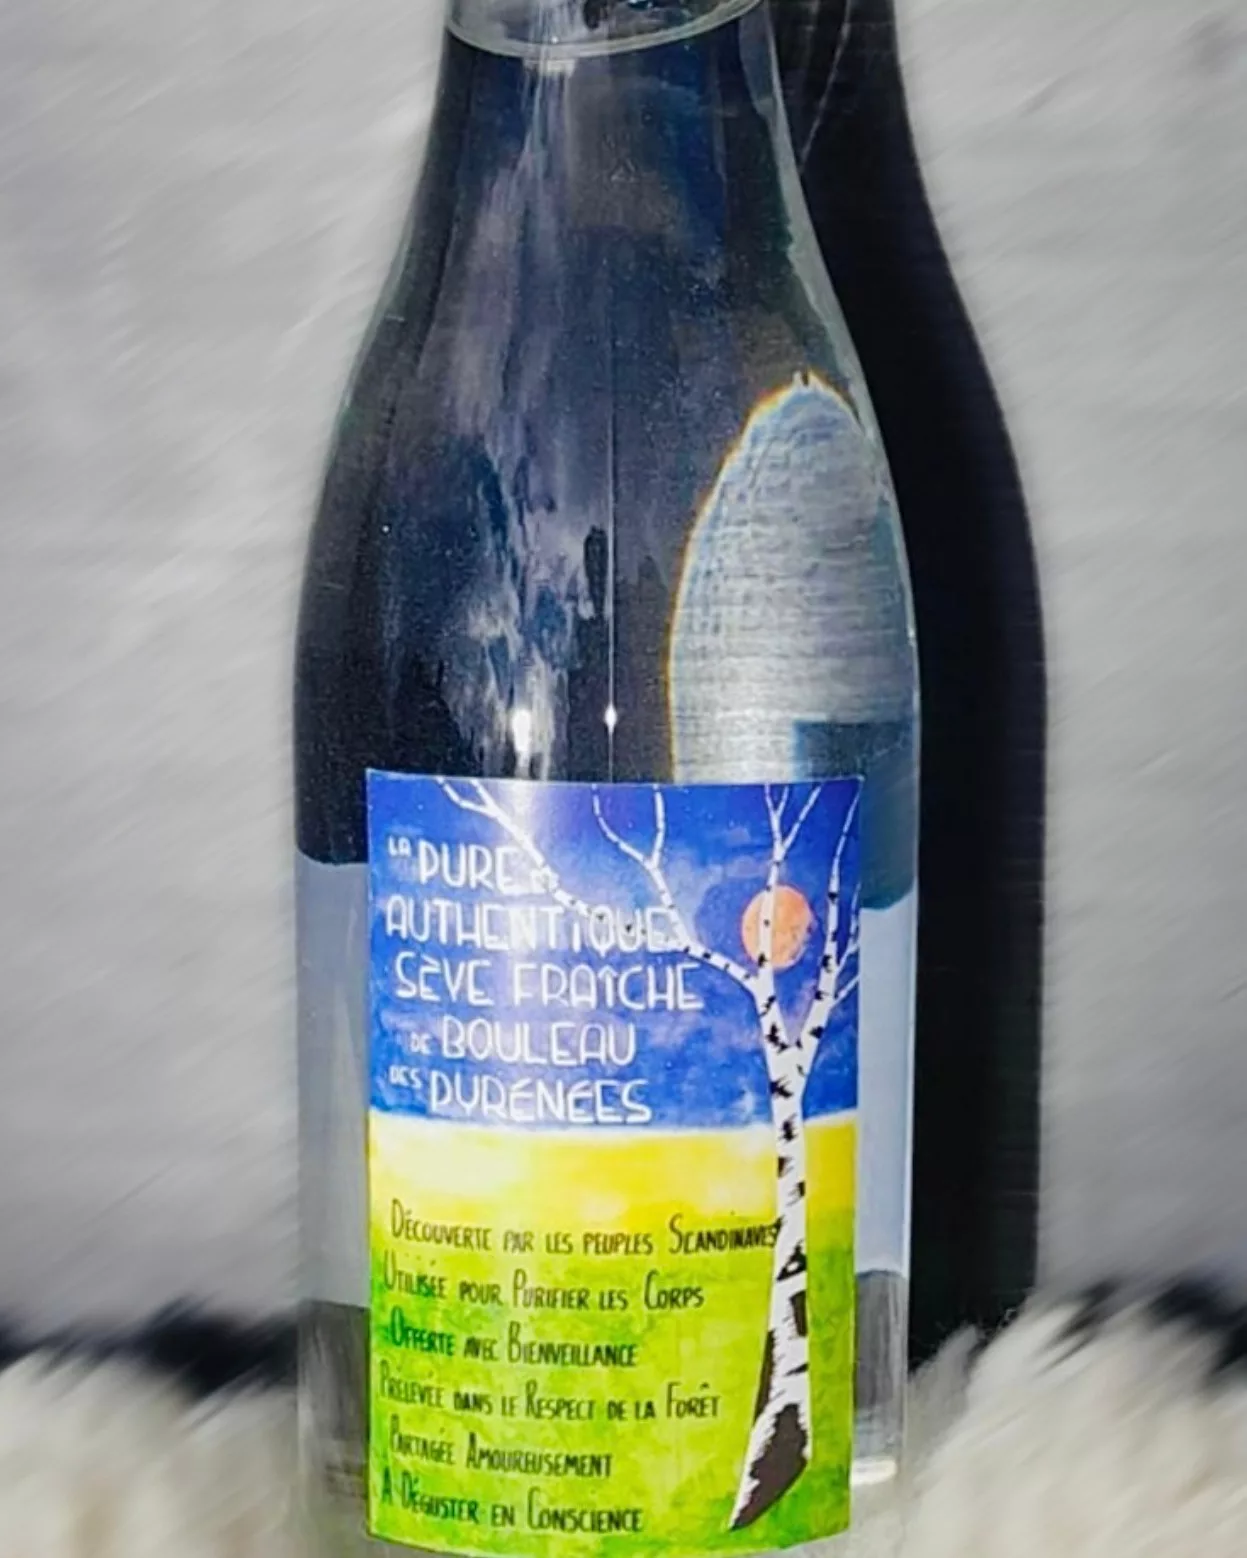 LA PURE
AUTHENTIQUE
SÈVE FRAÎCHE
DE BOULEAU
DES PYRÉNÉES
DÉCOUVERTE PAR LES PEUPLES SCANDINAVES
UTILISÉE POUR PURIFIER LES CORPS
OFFERTE AVEC BIENVEILLANCE
PRÉLEVÉE DANS LE RESPECT DE LA FORÊT
PARTAGÉE AMOUREUSEMENT
A DÉGUSTER EN CONSCIENCE